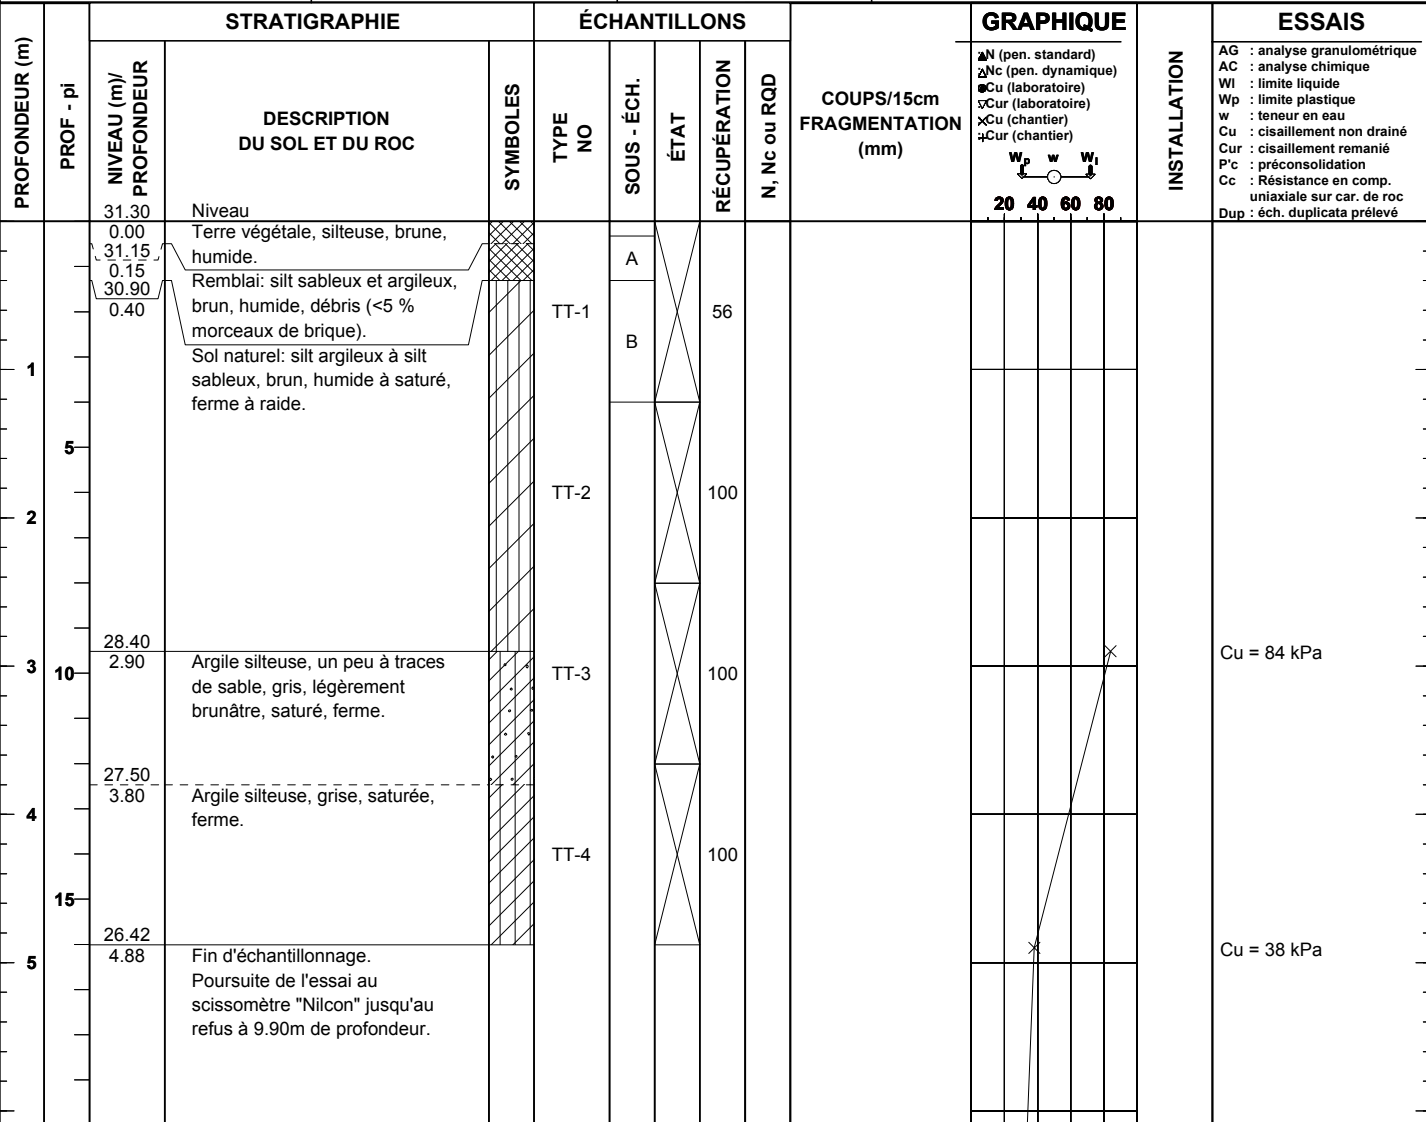 STRATIGRAPHIE
ÉCHANTILLONS
GRAPHIQUE
ESSAIS
PROFONDEUR (m)
PROF - pi
NIVEAU (m)/
PROFONDEUR
DESCRIPTION
DU SOL ET DU ROC
SYMBOLES
TYPE
NO
SOUS - ÉCH.
ÉTAT
RÉCUPÉRATION
N, Nc ou RQD
COUPS/15cm
FRAGMENTATION
(mm)
N (pen. standard)
Nc (pen. dynamique)
Cu (laboratoire)
Cur (laboratoire)
Cu (chantier)
Cur (chantier)
Wp w Wl
20 40 60 80
INSTALLATION
AG : analyse granulométrique
AC : analyse chimique
Wl : limite liquide
Wp : limite plastique
w : teneur en eau
Cu : cisaillement non drainé
Cur : cisaillement remanié
P'c : préconsolidation
Cc : Résistance en comp.
uniaxiale sur car. de roc
Dup : éch. duplicata prélevé
31.30 Niveau
0.00 Terre végétale, silteuse, brune,
31.15 humide.
0.15
A
30.90 Remblai: silt sableux et argileux,
0.40 brun, humide, débris (<5 %
morceaux de brique).
TT-1
56
B
Sol naturel: silt argileux à silt
sableux, brun, humide à saturé,
ferme à raide.
1
5
TT-2
100
2
28.40
2.90 Argile silteuse, un peu à traces
de sable, gris, légèrement
brunâtre, saturé, ferme.
3
10
TT-3
100
Cu = 84 kPa
27.50
3.80 Argile silteuse, grise, saturée,
ferme.
4
TT-4
100
15
26.42
4.88 Fin d'échantillonnage.
Poursuite de l'essai au
scissomètre "Nilcon" jusqu'au
refus à 9.90m de profondeur.
5
Cu = 38 kPa